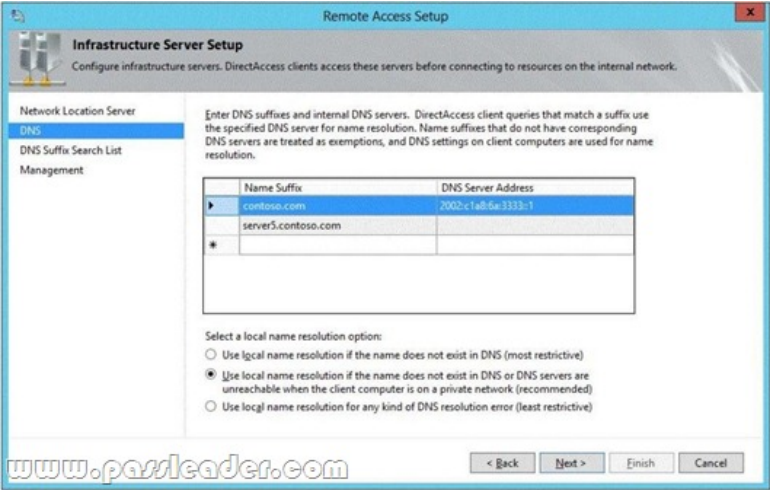 Remote Access Setup
x
Infrastructure Server Setup
Configure infrastructure servers. DirectAccess clients access these servers before connecting to resources on the internal network.
Network Location Server
DNS
DNS Suffix Search List
Management
Enter DNS suffixes and internal DNS servers. DirectAccess client queries that match a suffix use
the specified DNS server for name resolution. Name suffixes that do not have corresponding
DNS servers are treated as exemptions, and DNS settings on client computers are used for name
resolution.
Name Suffix DNS Server Address
contoso.com 2002:c1a8:6a:3333::1
server5.contoso.com
*
Select a local name resolution option:
Use local name resolution if the name does not exist in DNS (most restrictive)
Use local name resolution if the name does not exist in DNS or DNS servers are
unreachable when the client computer is on a private network (recommended)
Use local name resolution for any kind of DNS resolution error (least restrictive)
< Back Next > Finish Cancel
www.passleader.com